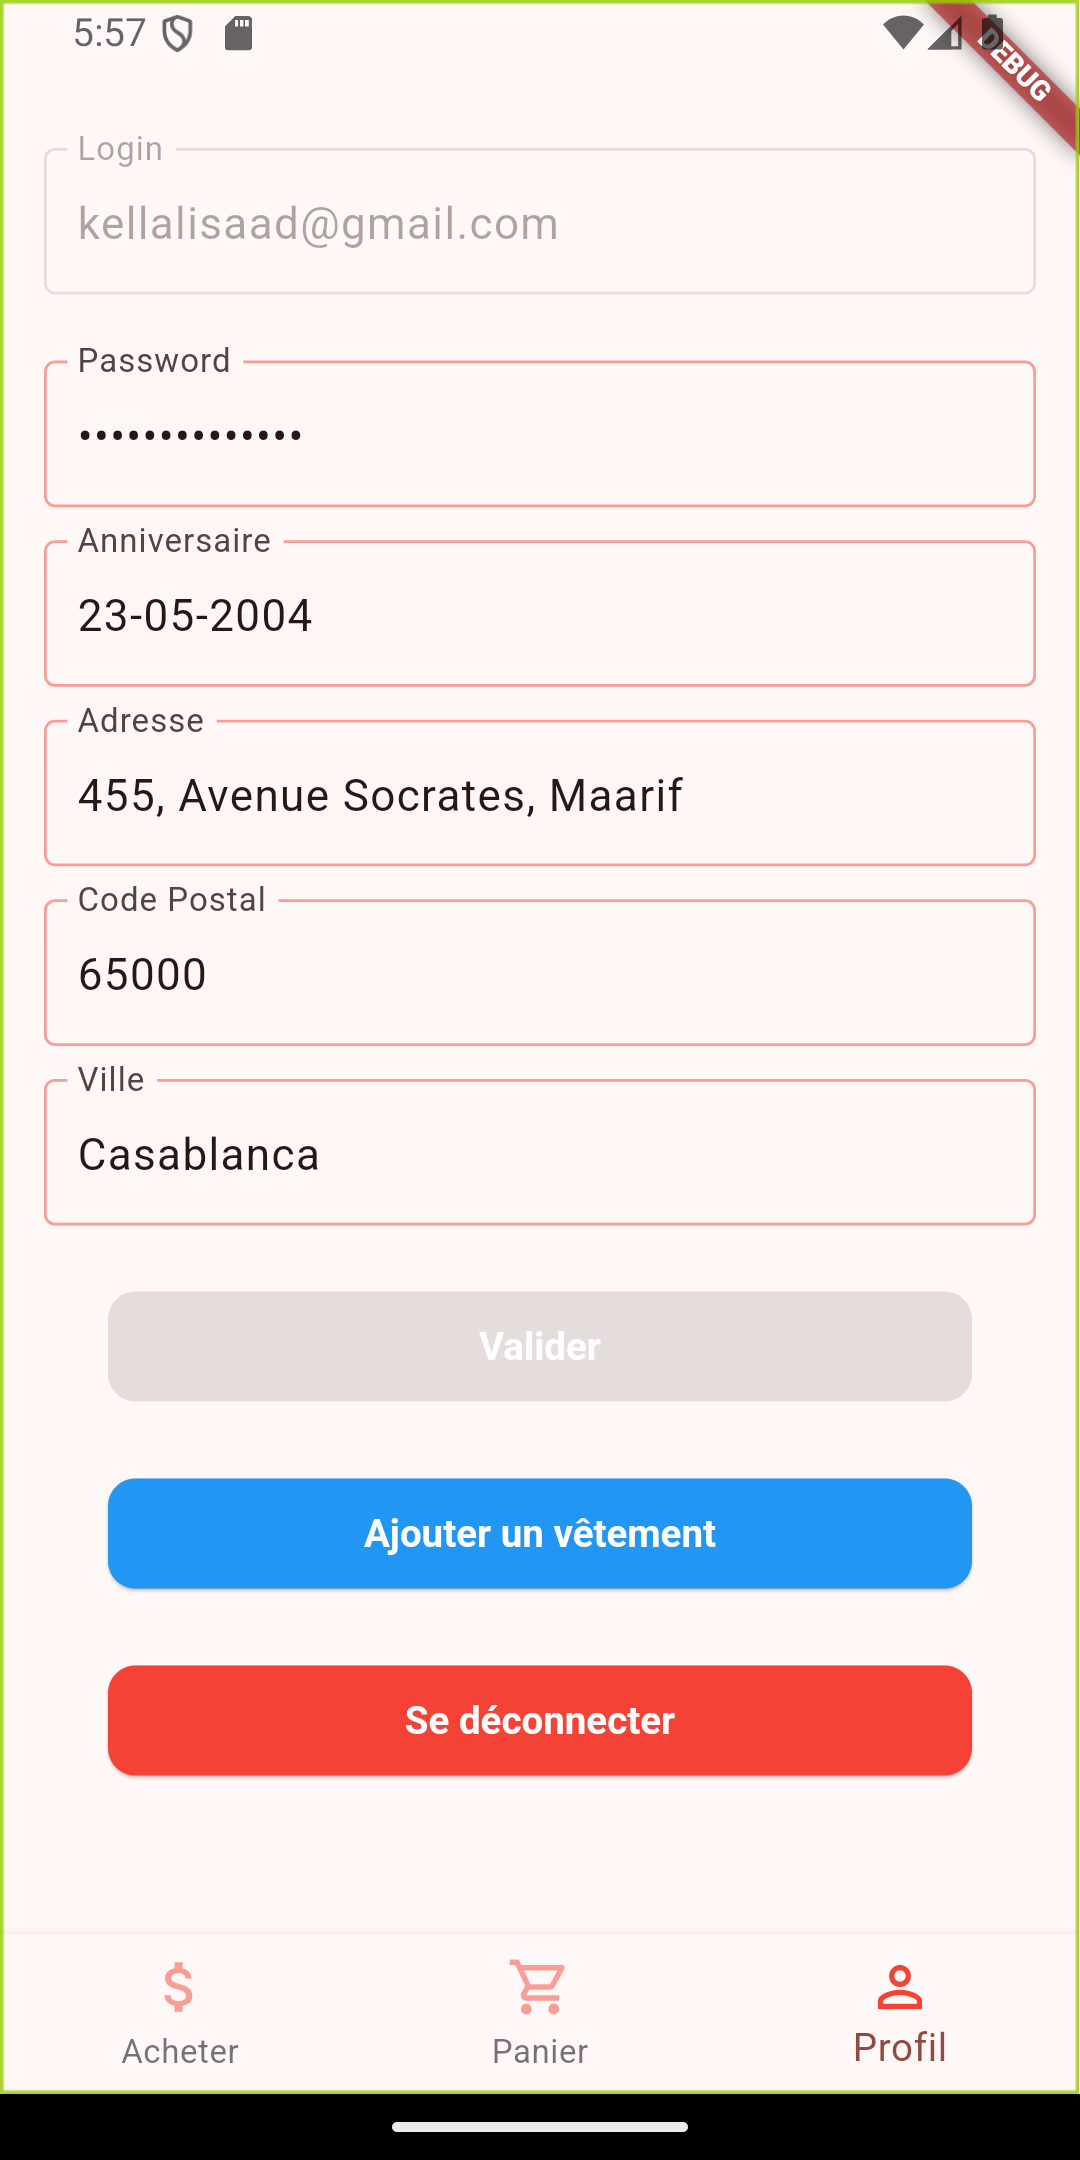 5:57
DEBUG
Login
kellalisaad@gmail.com
Password
••••••••••••••
Anniversaire
23-05-2004
Adresse
455, Avenue Socrates, Maarif
Code Postal
65000
Ville
Casablanca
Valider
Ajouter un vêtement
Se déconnecter
Acheter
Panier
Profil